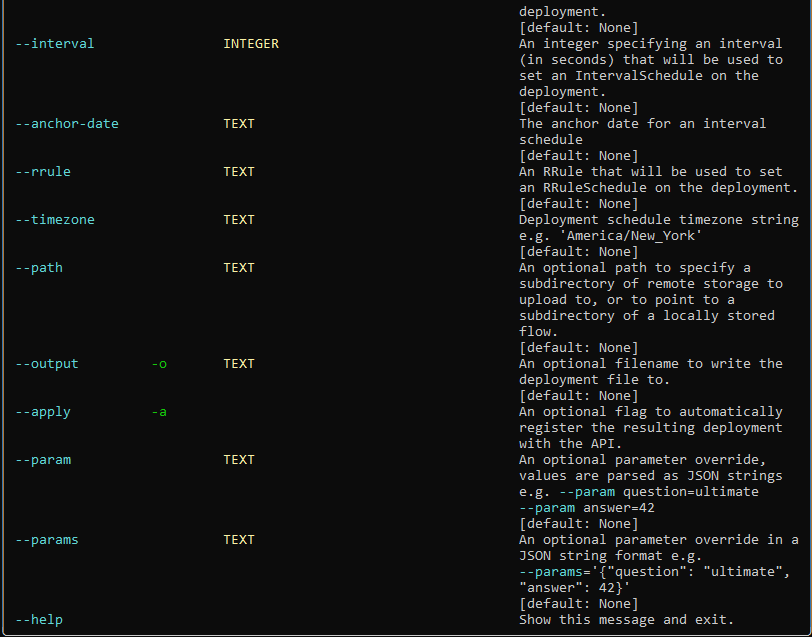 deployment.
[default: None]
--interval INTEGER An integer specifying an interval
(in seconds) that will be used to
set an IntervalSchedule on the
deployment.
[default: None]
--anchor-date TEXT The anchor date for an interval
schedule
[default: None]
--rrule TEXT An RRule that will be used to set
an RRuleSchedule on the deployment.
[default: None]
--timezone TEXT Deployment schedule timezone string
e.g. 'America/New_York'
[default: None]
--path TEXT An optional path to specify a
subdirectory of remote storage to
upload to, or to point to a
subdirectory of a locally stored
flow.
[default: None]
--output -o TEXT An optional filename to write the
deployment file to.
[default: None]
--apply -a An optional flag to automatically
register the resulting deployment
with the API.
--param TEXT An optional parameter override,
values are parsed as JSON strings
e.g. --param question=ultimate
--param answer=42
[default: None]
--params TEXT An optional parameter override in a
JSON string format e.g.
--params='{"question": "ultimate",
"answer": 42}'
[default: None]
--help Show this message and exit.